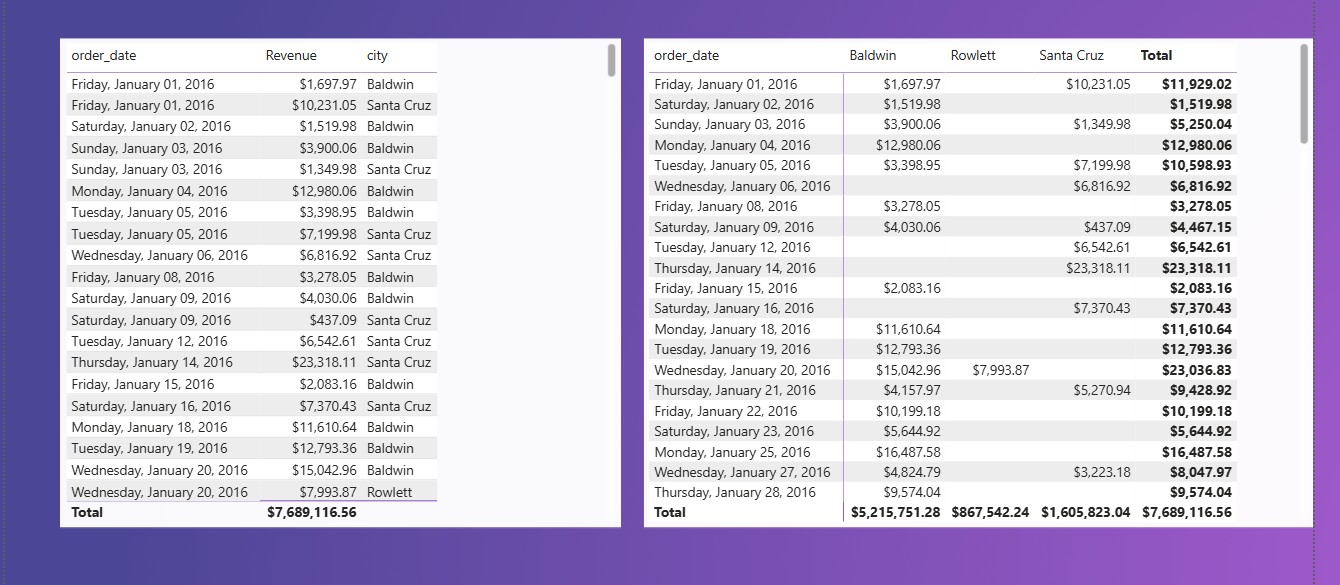 order_date Revenue city
Friday, January 01, 2016 $1,697.97 Baldwin
Friday, January 01, 2016 $10,231.05 Santa Cruz
Saturday, January 02, 2016 $1,519.98 Baldwin
Sunday, January 03, 2016 $3,900.06 Baldwin
Sunday, January 03, 2016 $1,349.98 Santa Cruz
Monday, January 04, 2016 $12,980.06 Baldwin
Tuesday, January 05, 2016 $3,398.95 Baldwin
Tuesday, January 05, 2016 $7,199.98 Santa Cruz
Wednesday, January 06, 2016 $6,816.92 Santa Cruz
Friday, January 08, 2016 $3,278.05 Baldwin
Saturday, January 09, 2016 $4,030.06 Baldwin
Saturday, January 09, 2016 $437.09 Santa Cruz
Tuesday, January 12, 2016 $6,542.61 Santa Cruz
Thursday, January 14, 2016 $23,318.11 Santa Cruz
Friday, January 15, 2016 $2,083.16 Baldwin
Saturday, January 16, 2016 $7,370.43 Santa Cruz
Monday, January 18, 2016 $11,610.64 Baldwin
Tuesday, January 19, 2016 $12,793.36 Baldwin
Wednesday, January 20, 2016 $15,042.96 Baldwin
Wednesday, January 20, 2016 $7,993.87 Rowlett
Total $7,689,116.56
order_date Baldwin Rowlett Santa Cruz Total
Friday, January 01, 2016 $1,697.97 $10,231.05 $11,929.02
Saturday, January 02, 2016 $1,519.98 $1,519.98
Sunday, January 03, 2016 $3,900.06 $1,349.98 $5,250.04
Monday, January 04, 2016 $12,980.06 $12,980.06
Tuesday, January 05, 2016 $3,398.95 $7,199.98 $10,598.93
Wednesday, January 06, 2016 $6,816.92 $6,816.92
Friday, January 08, 2016 $3,278.05 $3,278.05
Saturday, January 09, 2016 $4,030.06 $437.09 $4,467.15
Tuesday, January 12, 2016 $6,542.61 $6,542.61
Thursday, January 14, 2016 $23,318.11 $23,318.11
Friday, January 15, 2016 $2,083.16 $2,083.16
Saturday, January 16, 2016 $7,370.43 $7,370.43
Monday, January 18, 2016 $11,610.64 $11,610.64
Tuesday, January 19, 2016 $12,793.36 $12,793.36
Wednesday, January 20, 2016 $15,042.96 $7,993.87 $23,036.83
Thursday, January 21, 2016 $4,157.97 $5,270.94 $9,428.92
Friday, January 22, 2016 $10,199.18 $10,199.18
Saturday, January 23, 2016 $5,644.92 $5,644.92
Monday, January 25, 2016 $16,487.58 $16,487.58
Wednesday, January 27, 2016 $4,824.79 $3,223.18 $8,047.97
Thursday, January 28, 2016 $9,574.04 $9,574.04
Total $5,215,751.28 $867,542.24 $1,605,823.04 $7,689,116.56